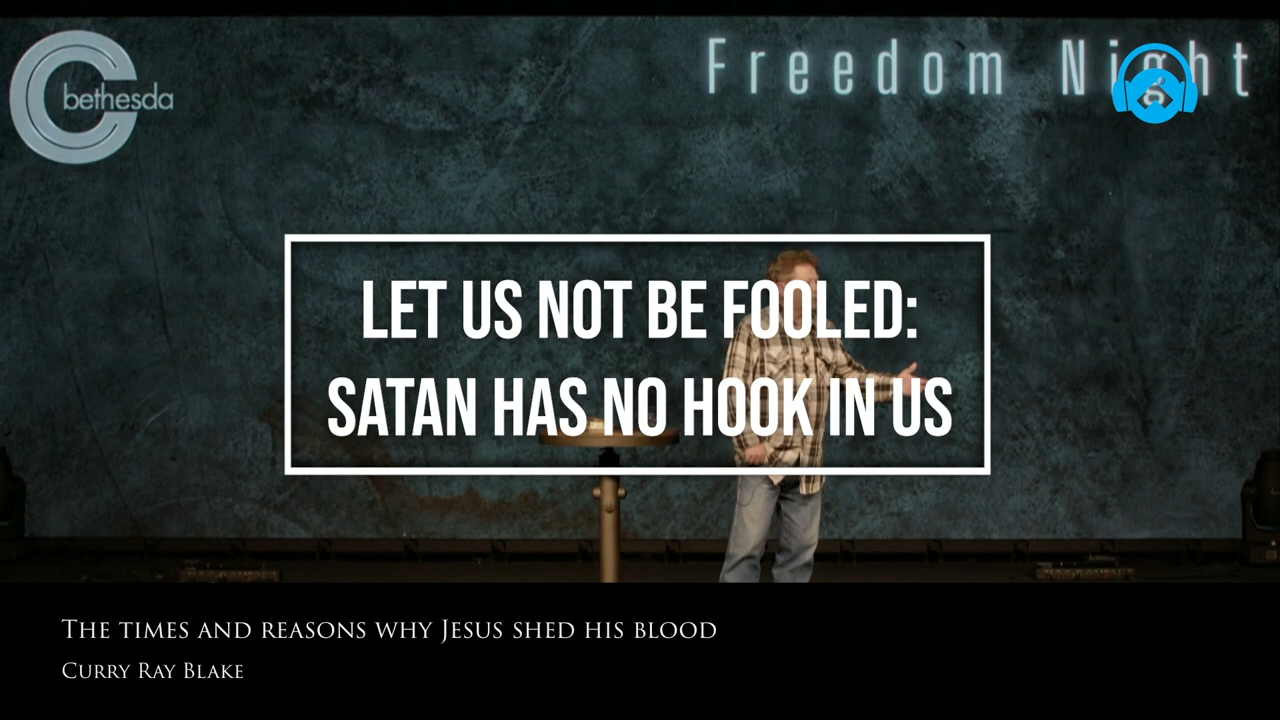 bethesda
Freedom Night
LET US NOT BE FOOLED:
SATAN HAS NO HOOK IN US
The times and reasons why Jesus shed his blood
Curry Ray Blake